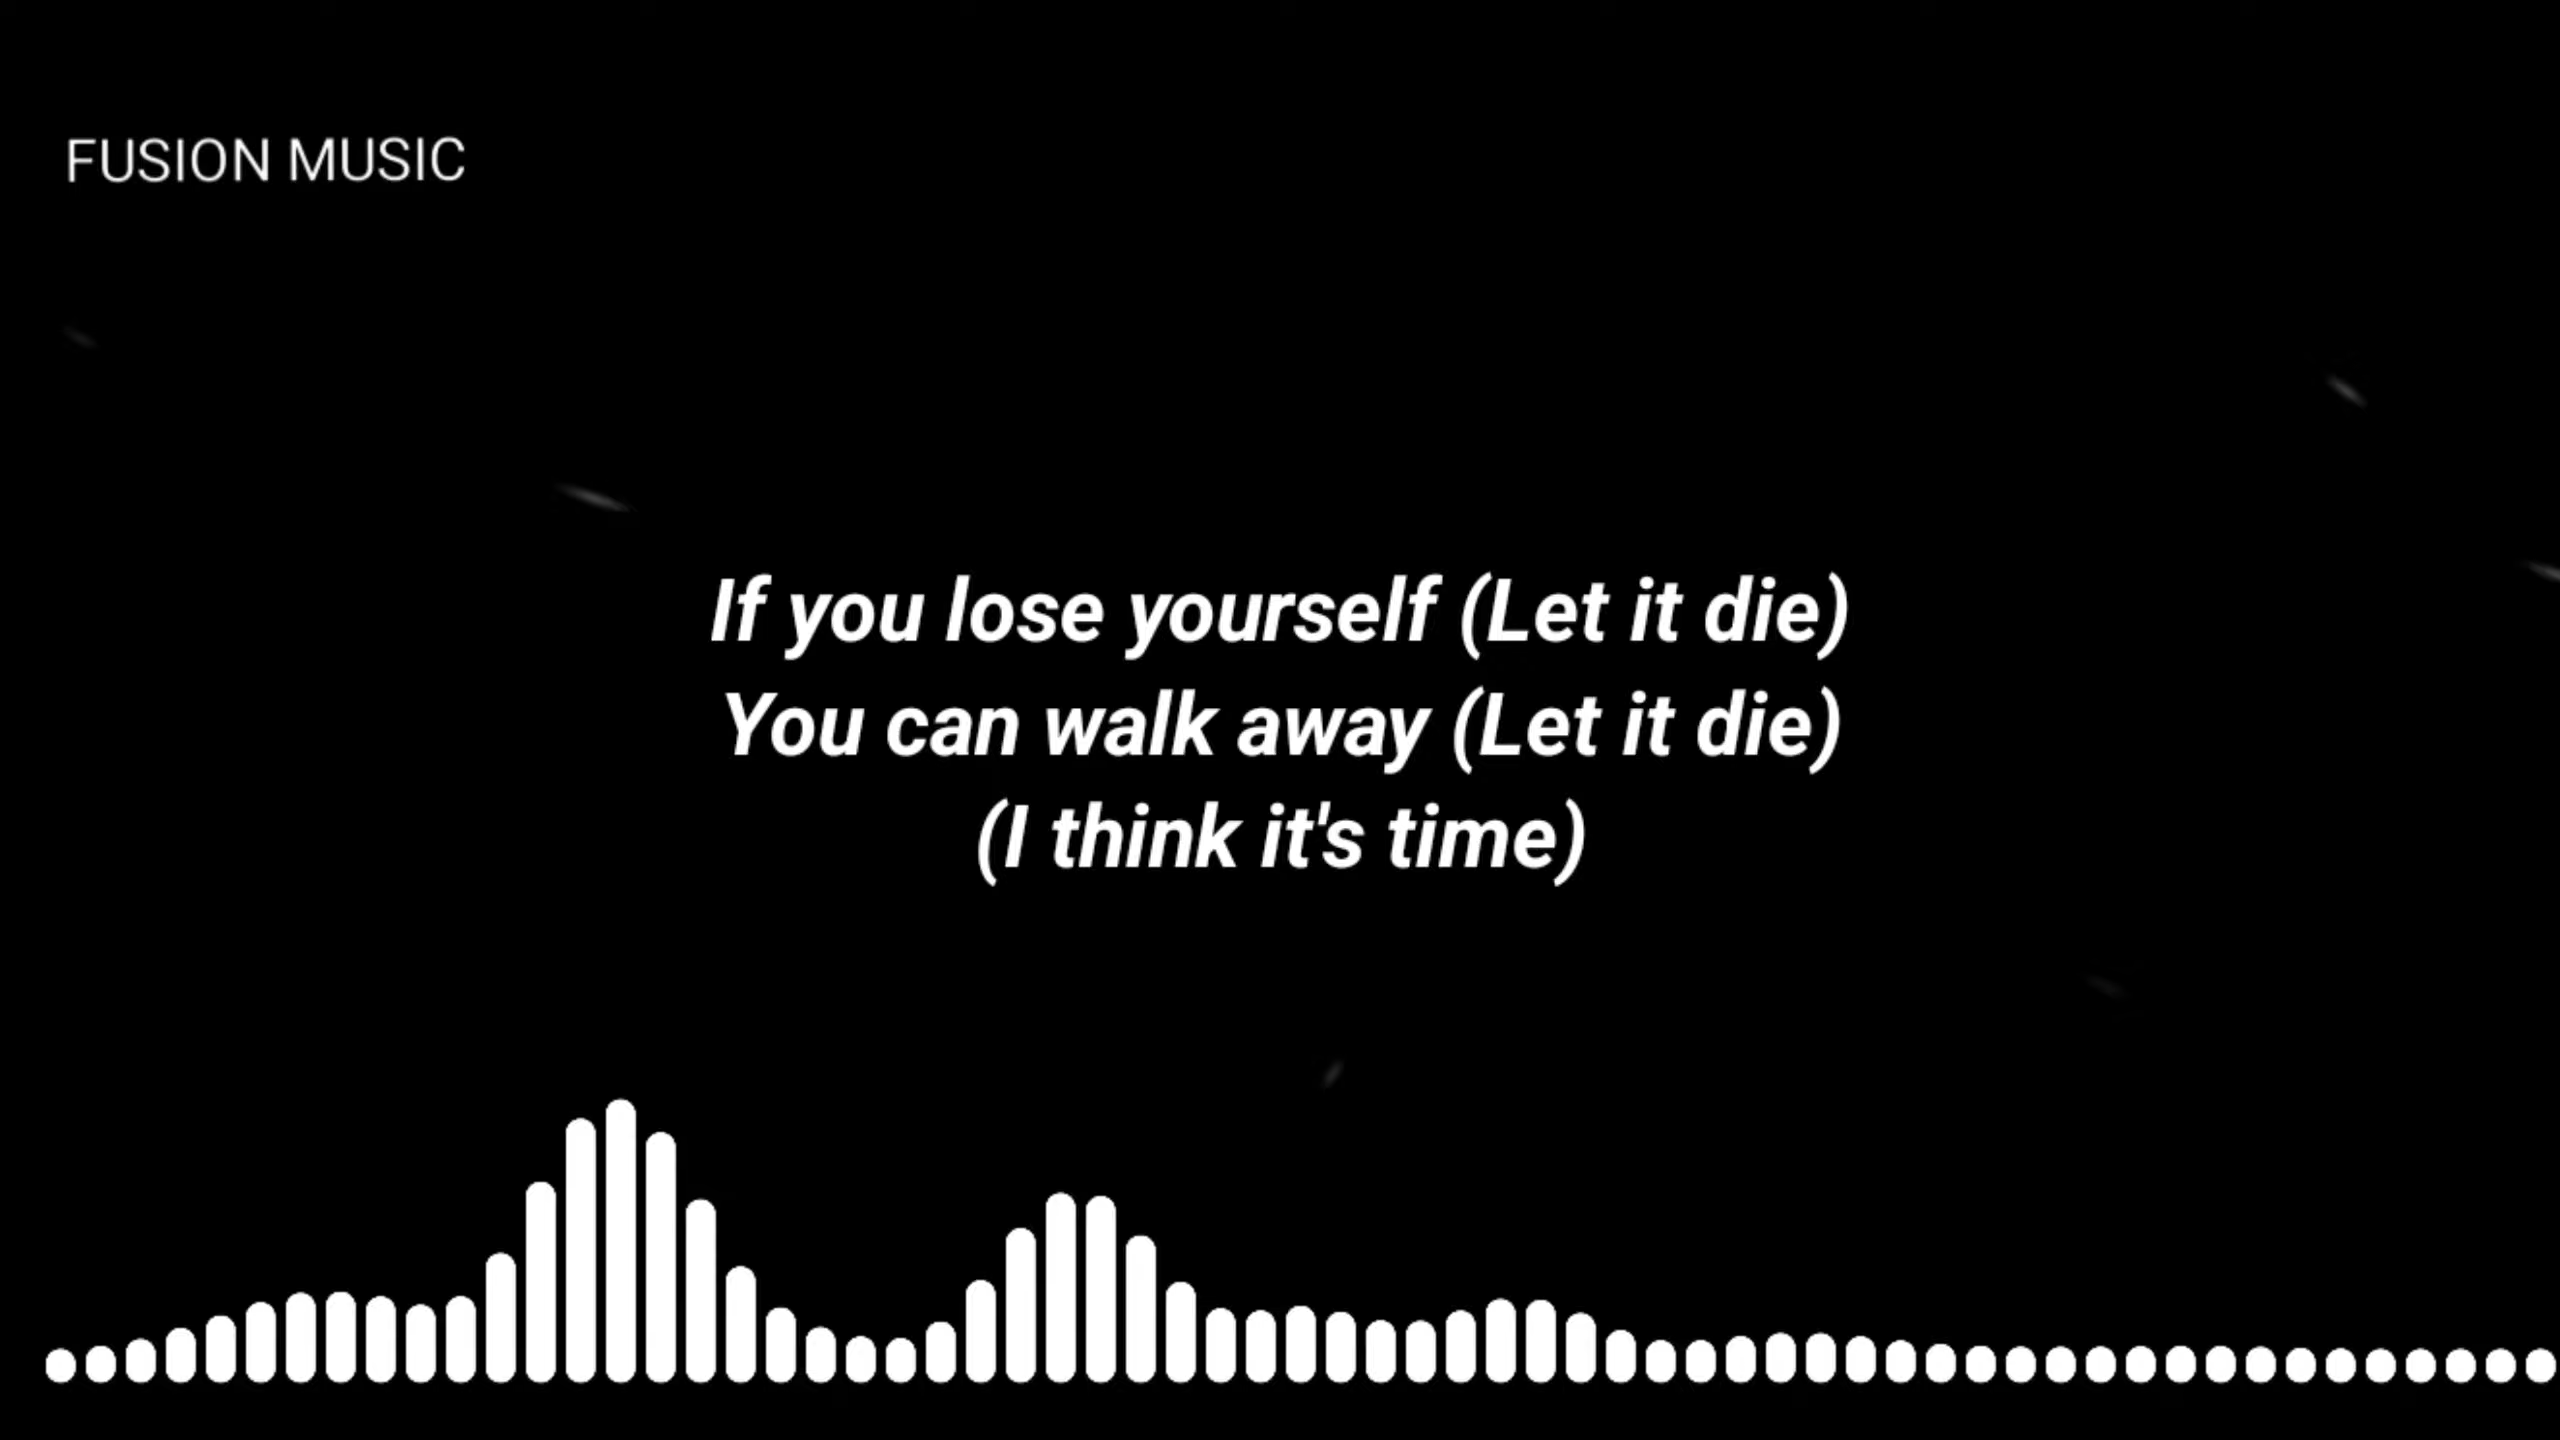 FUSION MUSIC
If you lose yourself (Let it die)
You can walk away (Let it die)
(I think it's time)